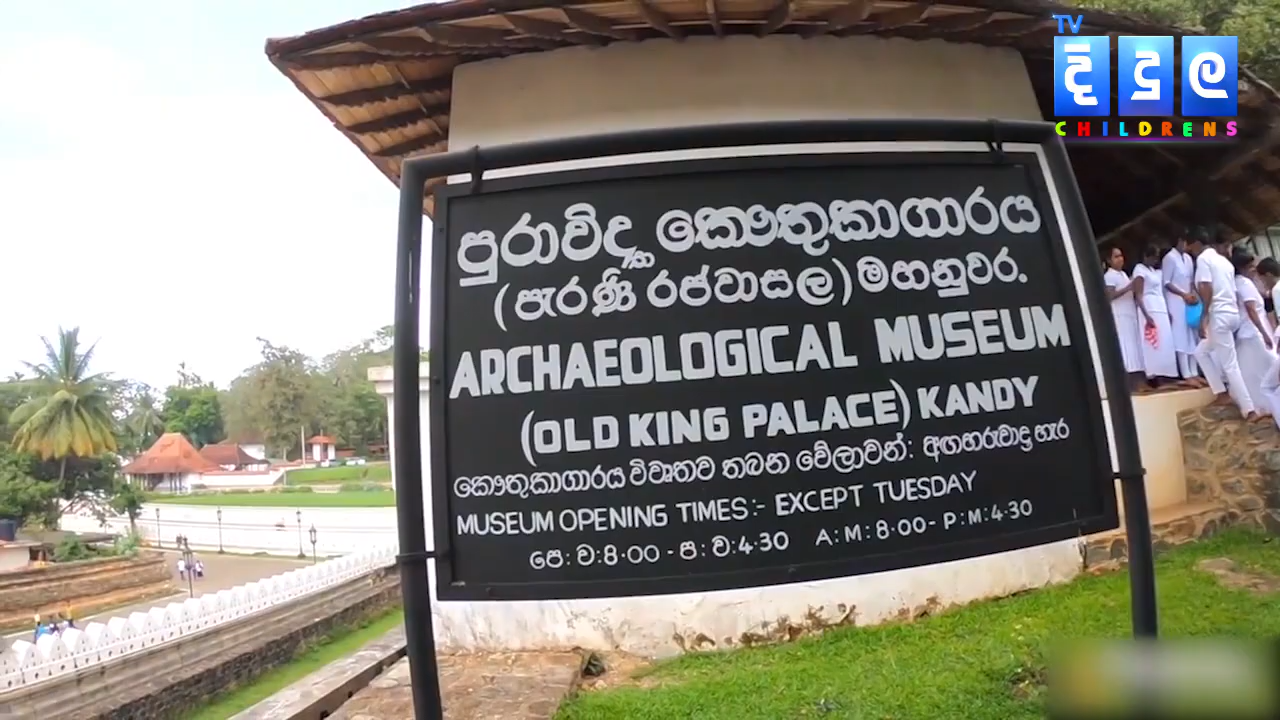 TV
දිදුල
CHILDRENS
පුරාවිද්‍යා කෞතුකාගාරය
(පැරණි රජවාසල) මහනුවර.
ARCHAEOLOGICAL MUSEUM
(OLD KING PALACE) KANDY
කෞතුකාගාරය විවෘතව තබන වේලාවන්: අඟහරුවාදා හැර
MUSEUM OPENING TIMES:- EXCEPT TUESDAY
පෙ: ව: 8.00 - ප: ව: 4.30 A: M: 8.00 - P: M: 4.30